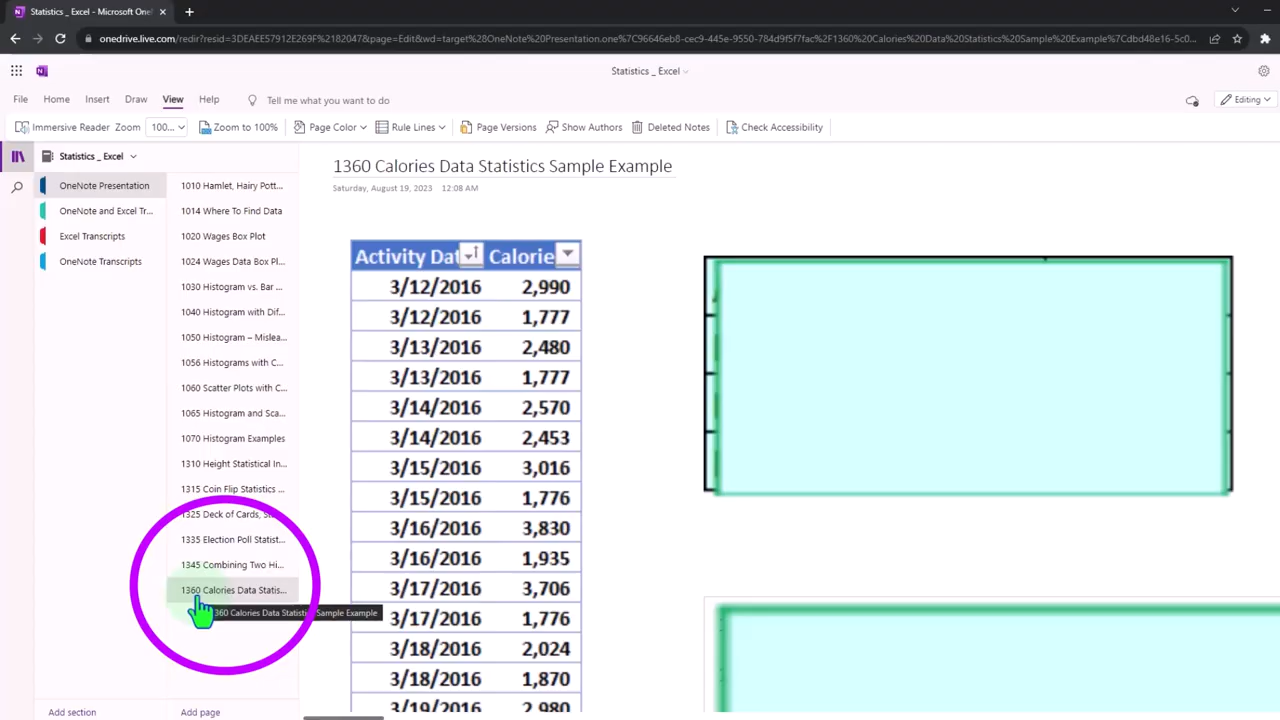 Statistics _ Excel - Microsoft Onel
onedrive.live.com/redir?resid=3DEAEE57912E269F%2182047&page=Edit&wd=target%28OneNote%20Presentation.one%7C96646eb8-cec9-445e-9550-784d9f5f7fac%2F1360%20Calories%20Data%20Statistics%20Sample%20Example%7Cdbd48e16-5c03...
Statistics _ Excel
File Home Insert Draw View Help Tell me what you want to do Editing
Immersive Reader Zoom 100... Zoom to 100% Page Color Rule Lines Page Versions Show Authors Deleted Notes Check Accessibility
Statistics _ Excel
OneNote Presentation
OneNote and Excel Tr...
Excel Transcripts
OneNote Transcripts
Add section
1010 Hamlet, Hairy Pott...
1014 Where To Find Data
1020 Wages Box Plot
1024 Wages Data Box Pl...
1030 Histogram vs. Bar ...
1040 Histogram with Dif...
1050 Histogram – Mislea...
1056 Histograms with C...
1060 Scatter Plots with C...
1065 Histogram and Sca...
1070 Histogram Examples
1310 Height Statistical In...
1315 Coin Flip Statistics ...
1325 Deck of Cards, St...
1335 Election Poll Statist...
1345 Combining Two Hi...
1360 Calories Data Statis...
360 Calories Data Statistics Sample Example
Add page
1360 Calories Data Statistics Sample Example
Saturday, August 19, 2023 12:08 AM
Activity Dat Calorie
3/12/2016 2,990
3/12/2016 1,777
3/13/2016 2,480
3/13/2016 1,777
3/14/2016 2,570
3/14/2016 2,453
3/15/2016 3,016
3/15/2016 1,776
3/16/2016 3,830
3/16/2016 1,935
3/17/2016 3,706
3/17/2016 1,776
3/18/2016 2,024
3/18/2016 1,870
3/19/2016 2,980